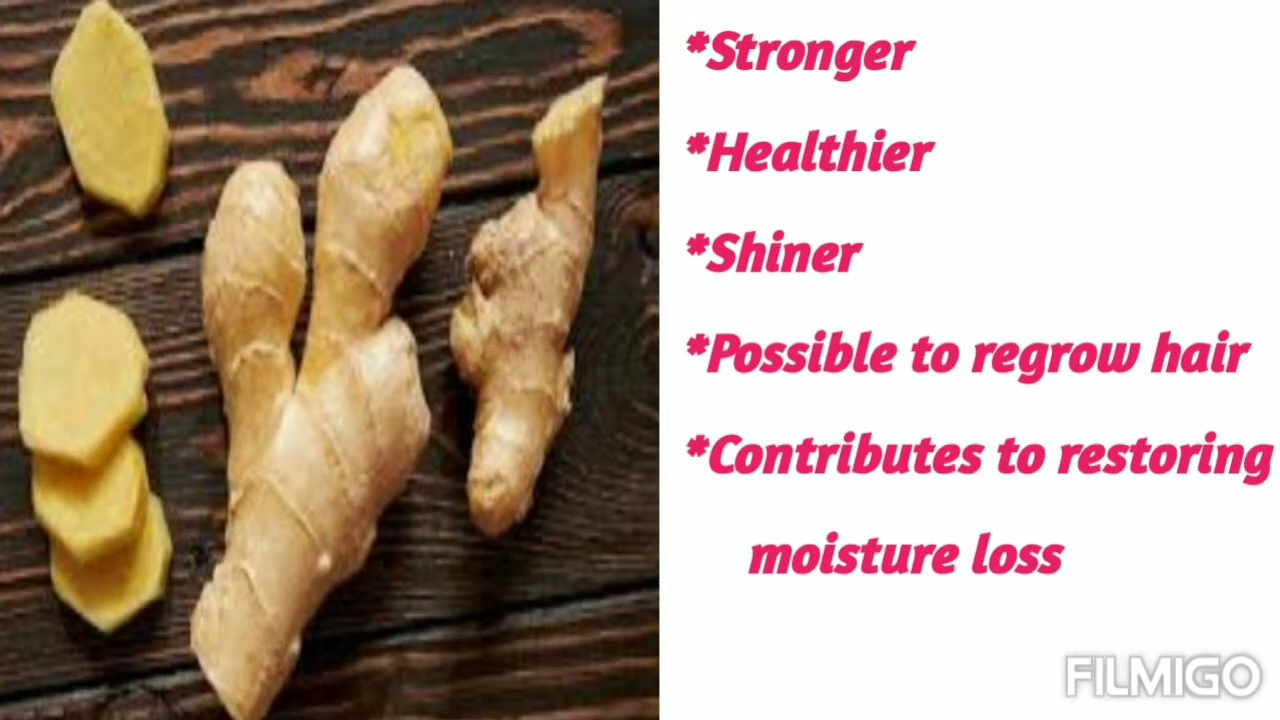 *Stronger
*Healthier
*Shiner
*Possible to regrow hair
*Contributes to restoring
moisture loss
FILMIGO